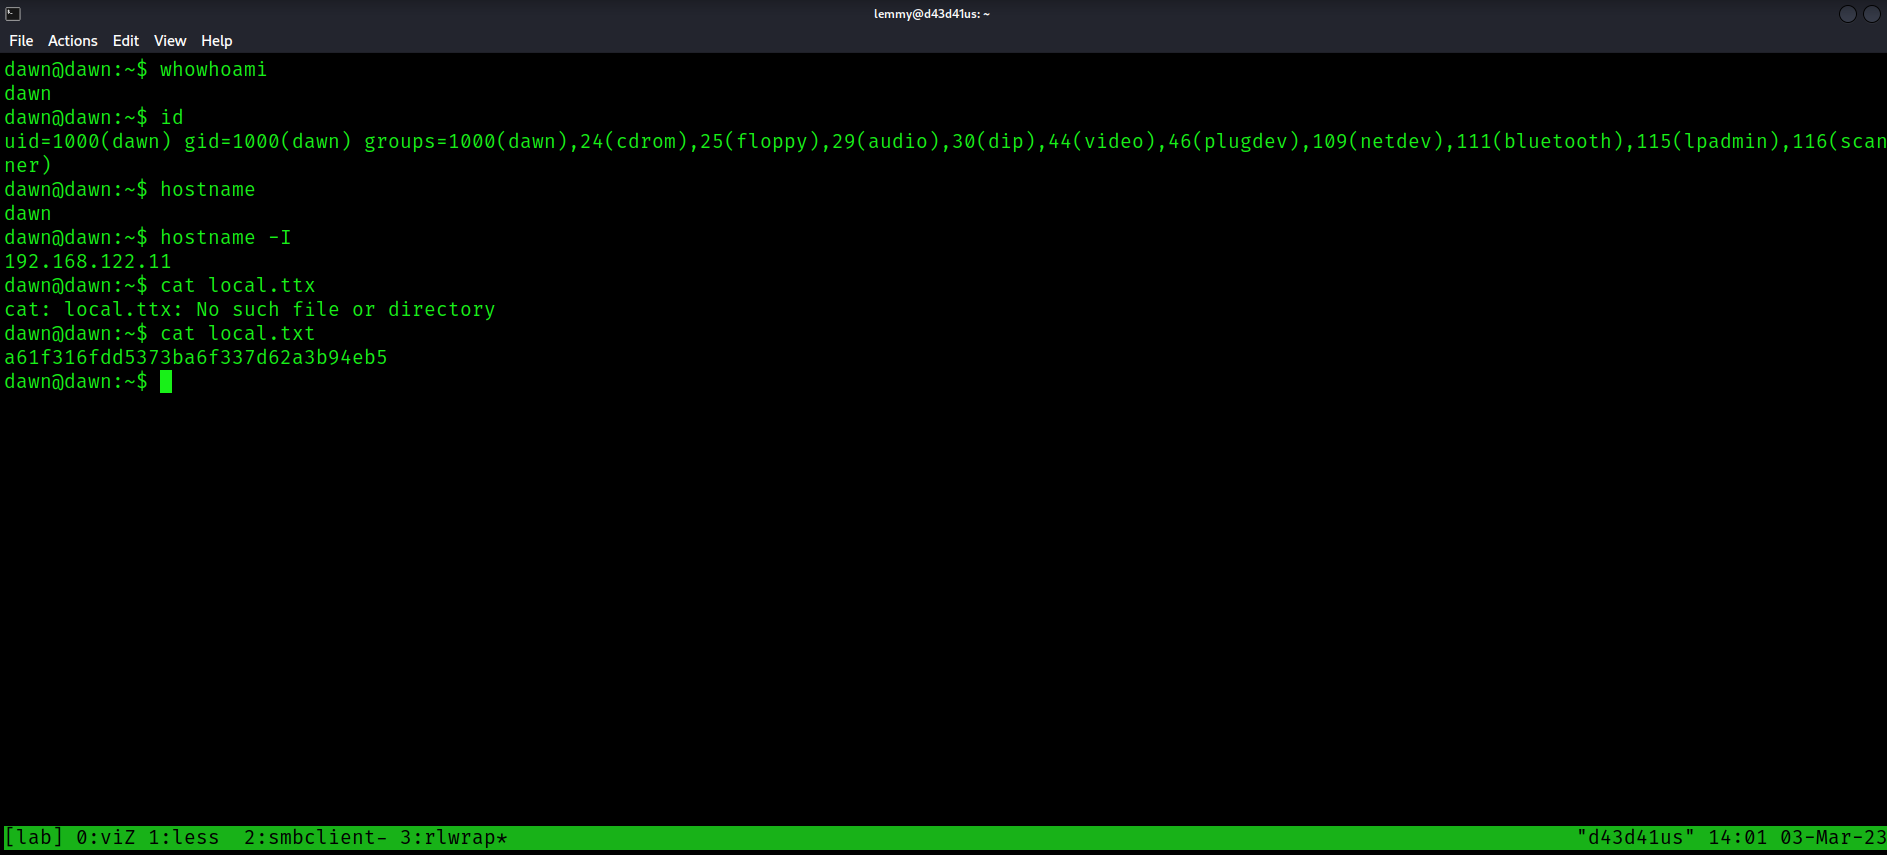 lemmy@d43d41us: ~
File Actions Edit View Help
dawn@dawn:~$ whowhoami
dawn
dawn@dawn:~$ id
uid=1000(dawn) gid=1000(dawn) groups=1000(dawn),24(cdrom),25(floppy),29(audio),30(dip),44(video),46(plugdev),109(netdev),111(bluetooth),115(lpadmin),116(scan
ner)
dawn@dawn:~$ hostname
dawn
dawn@dawn:~$ hostname -I
192.168.122.11
dawn@dawn:~$ cat local.ttx
cat: local.ttx: No such file or directory
dawn@dawn:~$ cat local.txt
a61f316fdd5373ba6f337d62a3b94eb5
dawn@dawn:~$
[lab] 0:viZ 1:less  2:smbclient- 3:rlwrap* "d43d41us" 14:01 03-Mar-23